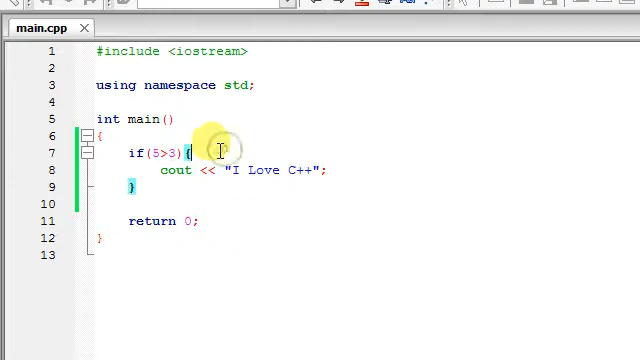 main.cpp
1 #include <iostream>
2
3 using namespace std;
4
5 int main()
6 {
7 if(5>3){
8 cout << "I Love C++";
9 }
10
11 return 0;
12 }
13